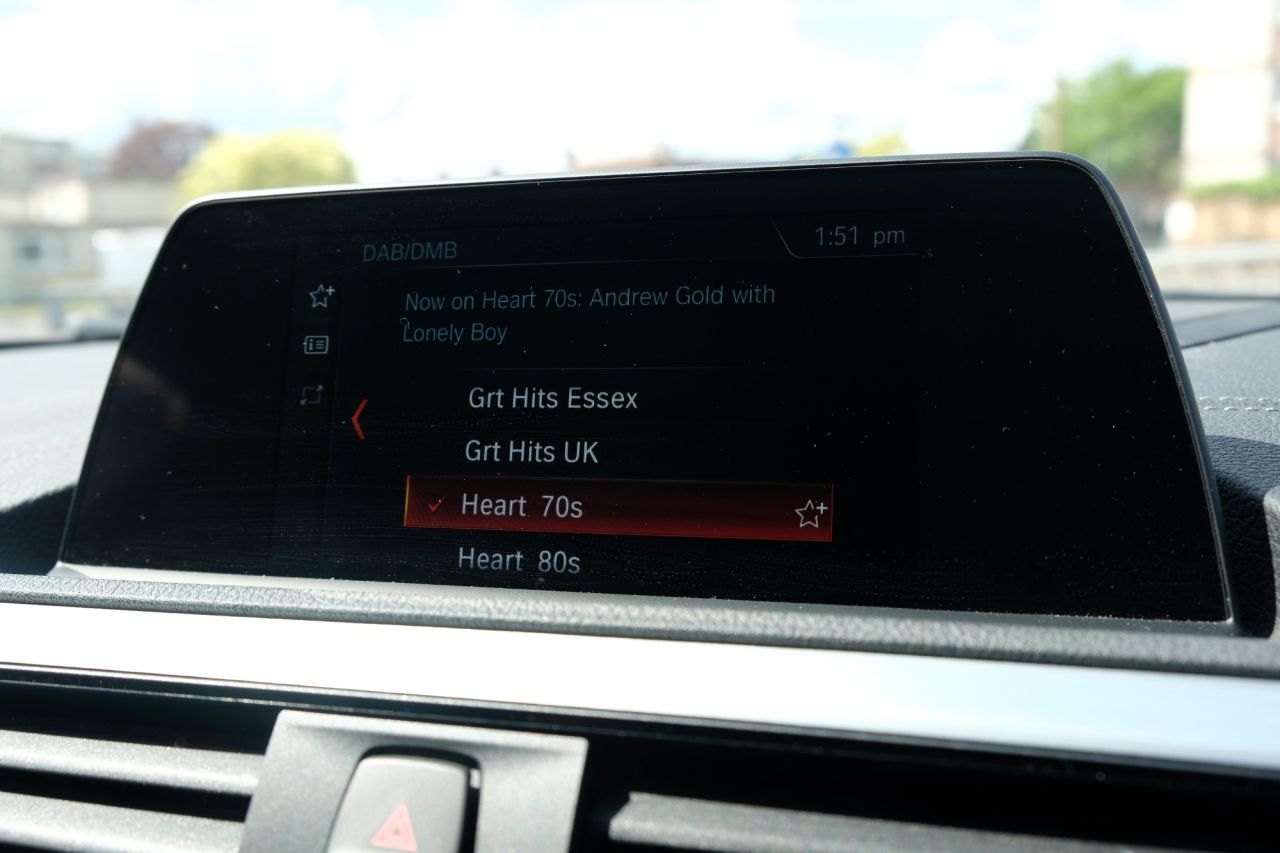 DAB/DMB
1:51 pm
Now on Heart 70s: Andrew Gold with
Lonely Boy
Grt Hits Essex
Grt Hits UK
Heart 70s
Heart 80s